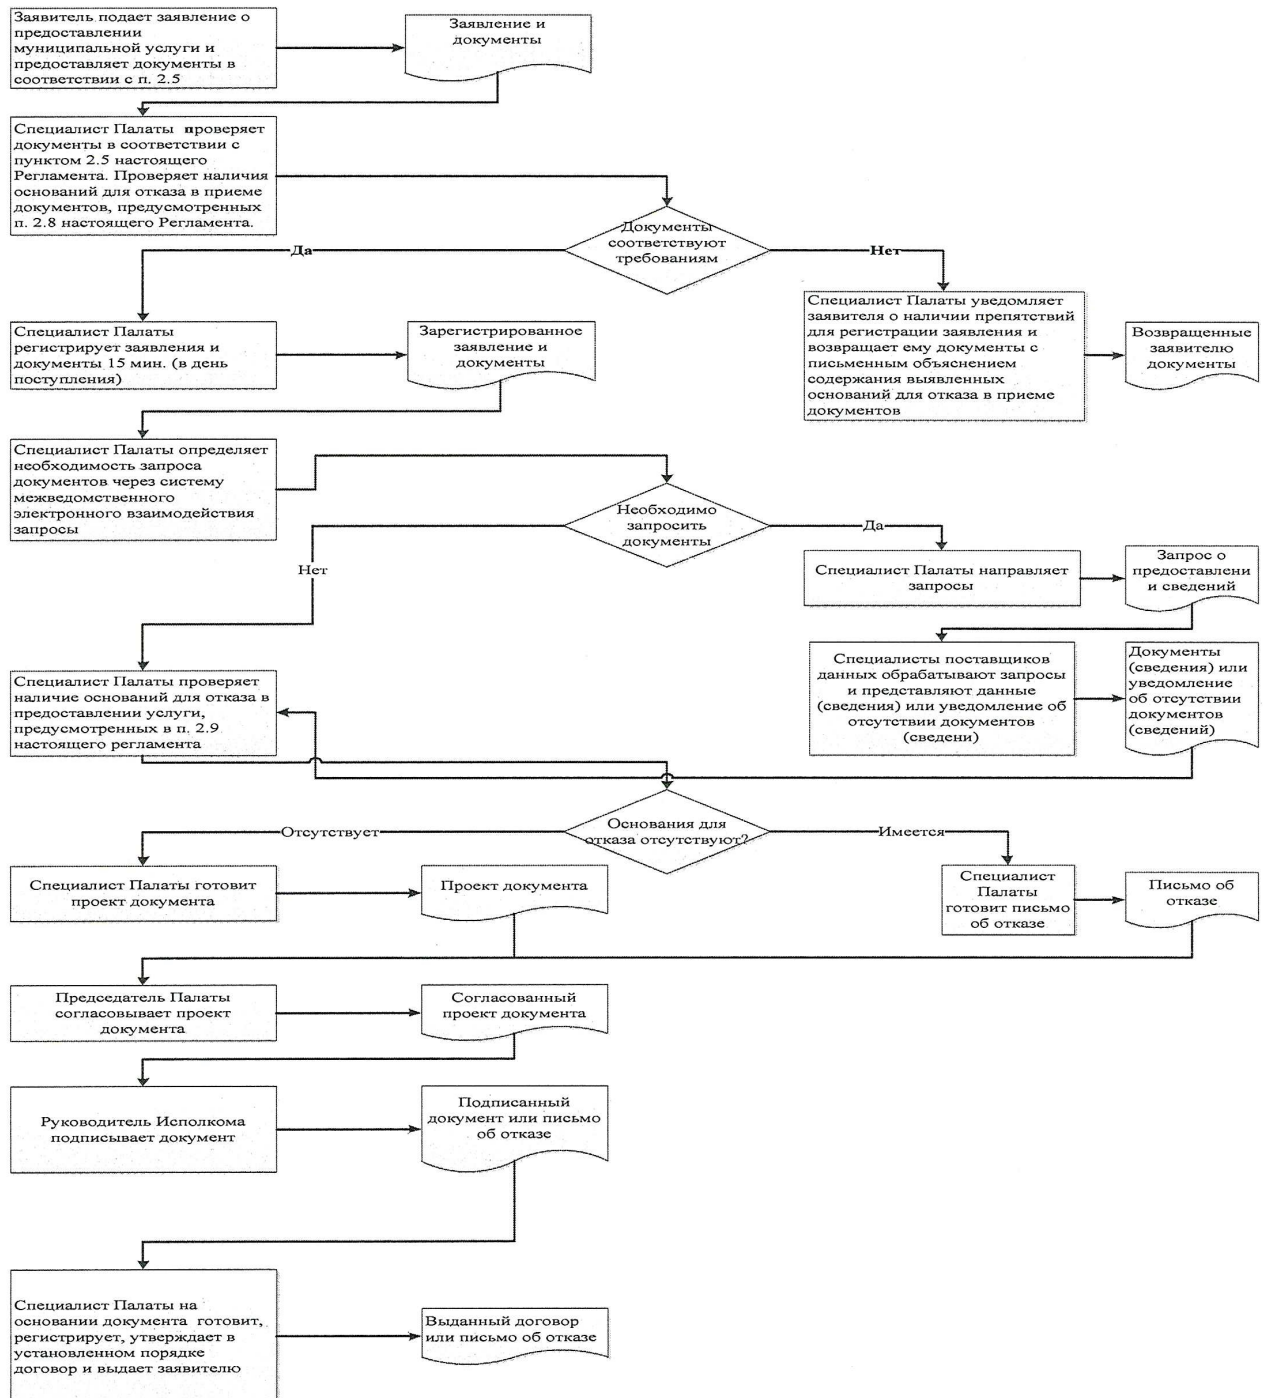 Заявитель подает заявление о
предоставлении
муниципальной услуги и
предоставляет документы в
соответствии с п. 2.5
Заявление и
документы
Специалист Палаты проверяет
документы в соответствии с
пунктом 2.5 настоящего
Регламента. Проверяет наличия
оснований для отказа в приеме
документов, предусмотренных
п. 2.8 настоящего Регламента.
Документы
соответствуют
требованиям
Да
Нет
Специалист Палаты
регистрирует заявления и
документы 15 мин. (в день
поступления)
Зарегистрированное
заявление и
документы
Специалист Палаты уведомляет
заявителя о наличии препятствий
для регистрации заявления и
возвращает ему документы с
письменным объяснением
содержания выявленных
оснований для отказа в приеме
документов
Возвращенные
заявителю
документы
Специалист Палаты определяет
необходимость запроса
документов через систему
межведомственного
электронного взаимодействия
запросы
Необходимо
запросить
документы
Да
Нет
Специалист Палаты направляет
запросы
Запрос о
предоставлени
и сведений
Специалисты поставщиков
данных обрабатывают запросы
и представляют данные
(сведения) или уведомление об
отсутствии документов
(сведени)
Документы
(сведения) или
уведомление
об отсутствии
документов
(сведений)
Специалист Палаты проверяет
наличие оснований для отказа в
предоставлении услуги,
предусмотренных в п. 2.9
настоящего регламента
Основания для
отказа отсутствуют?
Отсутствует
Имеется
Специалист Палаты готовит
проект документа
Проект документа
Специалист
Палаты
готовит письмо
об отказе
Письмо об
отказе
Председатель Палаты
согласовывает проект
документа
Согласованный
проект документа
Руководитель Исполкома
подписывает документ
Подписанный
документ или письмо
об отказе
Специалист Палаты на
основании документа готовит,
регистрирует, утверждает в
установленном порядке
договор и выдает заявителю
Выданный договор
или письмо об отказе